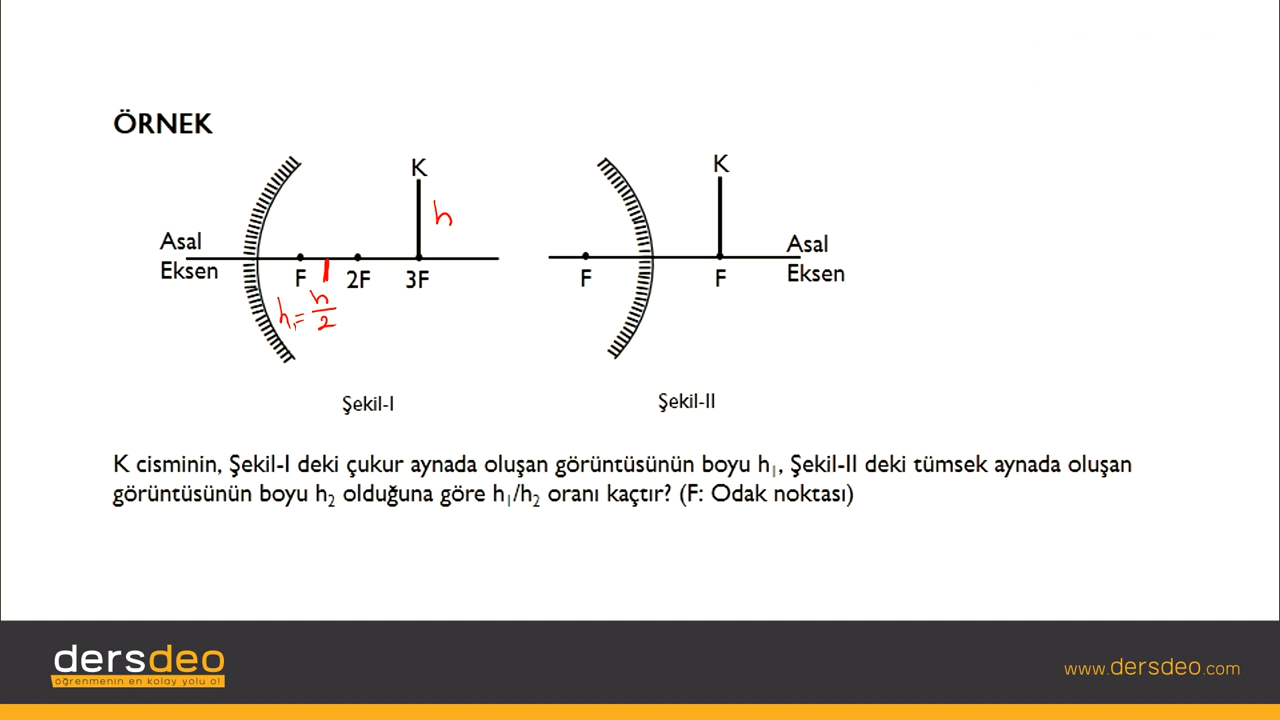 ÖRNEK
K
K
h
Asal
Eksen
F
2F
3F
h₁ = h/2
F
F
Asal
Eksen
Şekil-I
Şekil-II
K cisminin, Şekil-I deki çukur aynada oluşan görüntüsünün boyu h₁, Şekil-II deki tümsek aynada oluşan
görüntüsünün boyu h₂ olduğuna göre h₁/h₂ oranı kaçtır? (F: Odak noktası)
dersdeo
öğrenmenin en kolay yolu o!
www.dersdeo.com